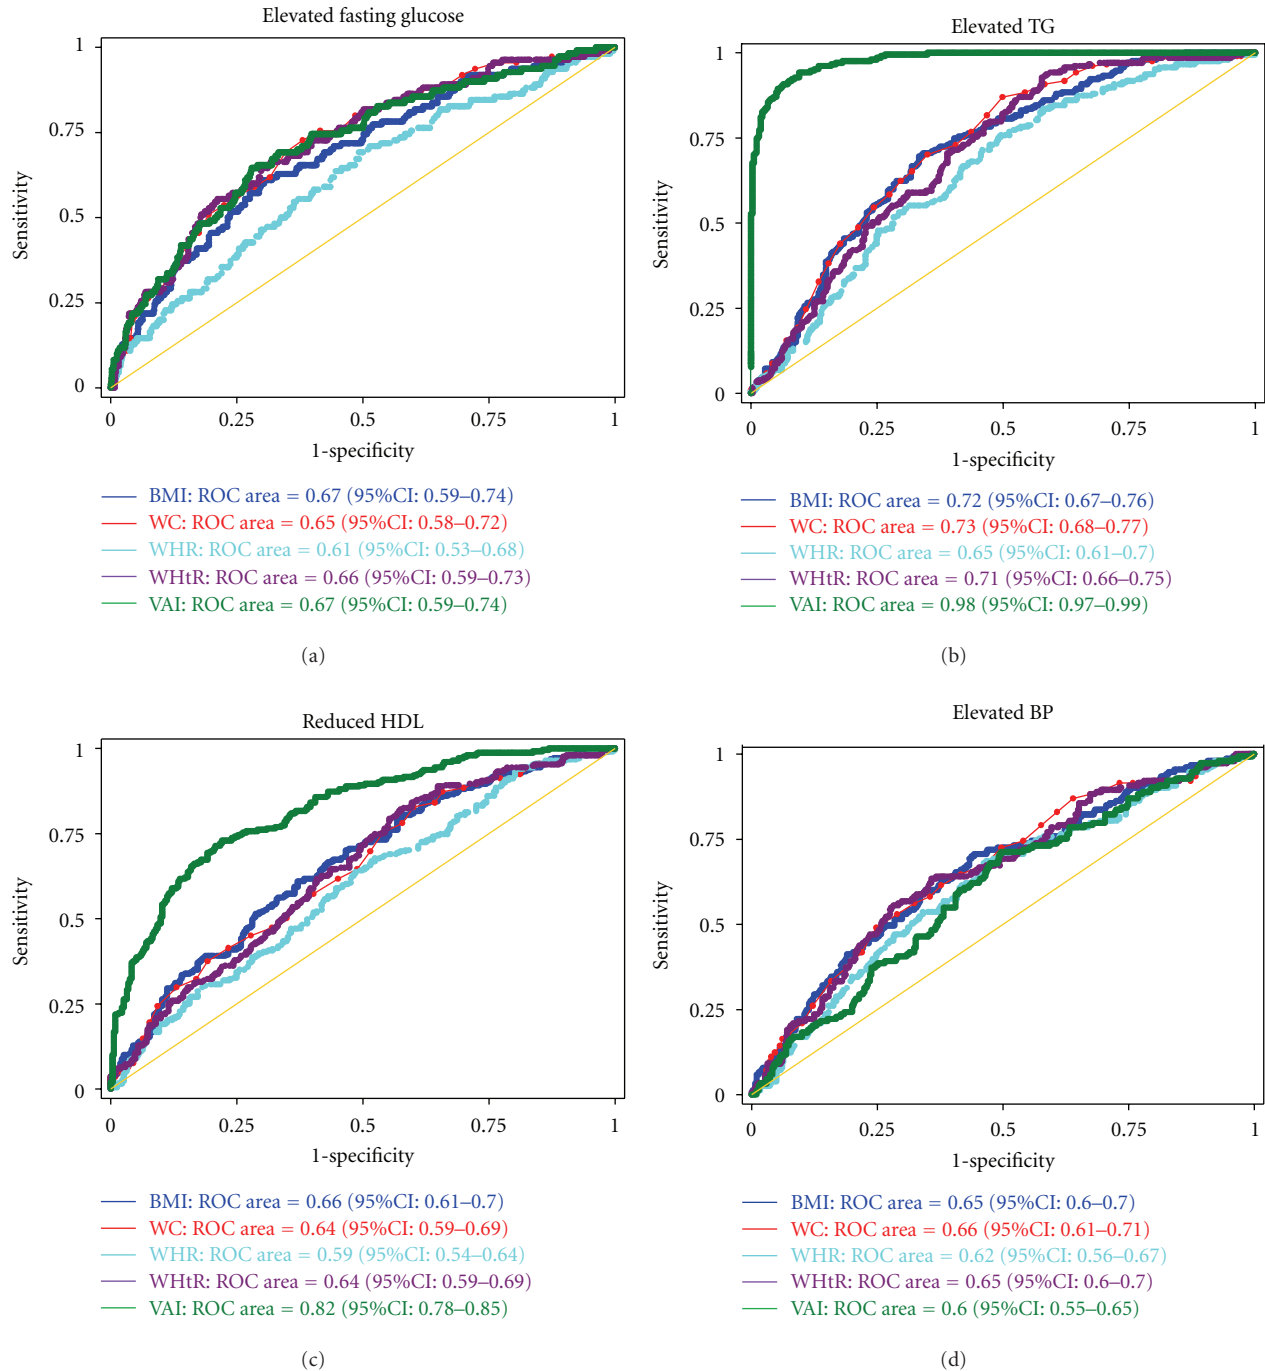 Elevated fasting glucose
1
0.75
0.5
0.25
0
Sensitivity
0 0.25 0.5 0.75 1
1-specificity
BMI: ROC area = 0.67 (95%CI: 0.59–0.74)
WC: ROC area = 0.65 (95%CI: 0.58–0.72)
WHR: ROC area = 0.61 (95%CI: 0.53–0.68)
WHtR: ROC area = 0.66 (95%CI: 0.59–0.73)
VAI: ROC area = 0.67 (95%CI: 0.59–0.74)
(a)
Elevated TG
1
0.75
0.5
0.25
0
Sensitivity
0 0.25 0.5 0.75 1
1-specificity
BMI: ROC area = 0.72 (95%CI: 0.67–0.76)
WC: ROC area = 0.73 (95%CI: 0.68–0.77)
WHR: ROC area = 0.65 (95%CI: 0.61–0.7)
WHtR: ROC area = 0.71 (95%CI: 0.66–0.75)
VAI: ROC area = 0.98 (95%CI: 0.97–0.99)
(b)
Reduced HDL
1
0.75
0.5
0.25
0
Sensitivity
0 0.25 0.5 0.75 1
1-specificity
BMI: ROC area = 0.66 (95%CI: 0.61–0.7)
WC: ROC area = 0.64 (95%CI: 0.59–0.69)
WHR: ROC area = 0.59 (95%CI: 0.54–0.64)
WHtR: ROC area = 0.64 (95%CI: 0.59–0.69)
VAI: ROC area = 0.82 (95%CI: 0.78–0.85)
(c)
Elevated BP
1
0.75
0.5
0.25
0
Sensitivity
0 0.25 0.5 0.75 1
1-specificity
BMI: ROC area = 0.65 (95%CI: 0.6–0.7)
WC: ROC area = 0.66 (95%CI: 0.61–0.71)
WHR: ROC area = 0.62 (95%CI: 0.56–0.67)
WHtR: ROC area = 0.65 (95%CI: 0.6–0.7)
VAI: ROC area = 0.6 (95%CI: 0.55–0.65)
(d)